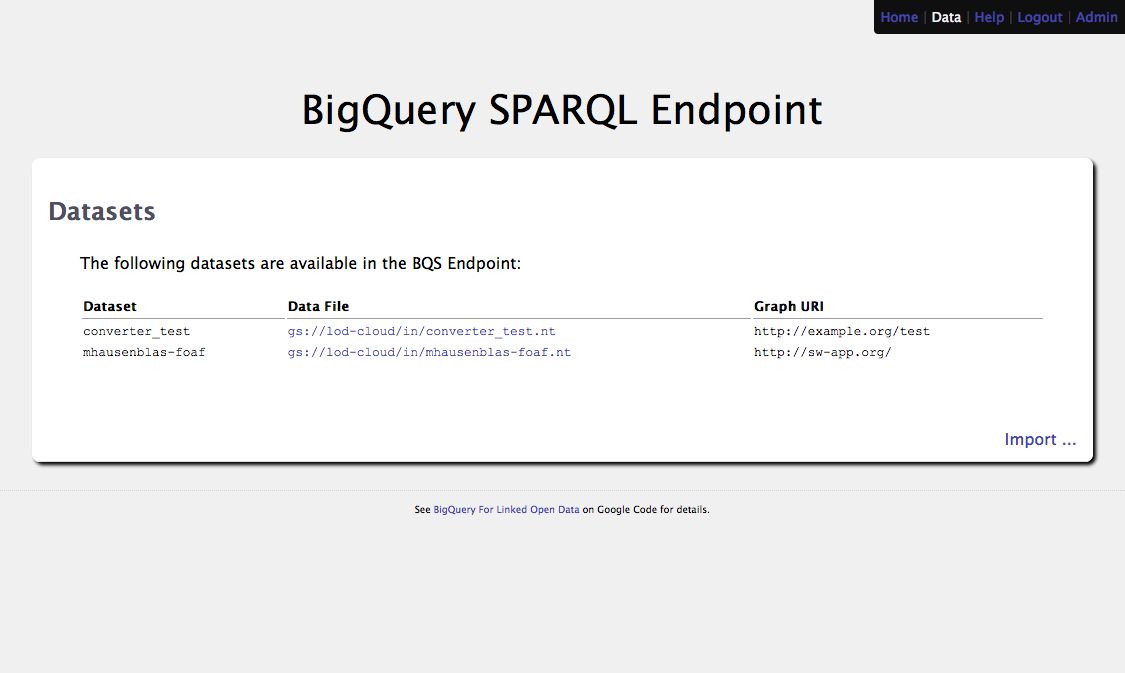 Home | Data | Help | Logout | Admin
BigQuery SPARQL Endpoint
Datasets
The following datasets are available in the BQS Endpoint:
Dataset Data File Graph URI
converter_test gs://lod-cloud/in/converter_test.nt http://example.org/test
mhausenblas-foaf gs://lod-cloud/in/mhausenblas-foaf.nt http://sw-app.org/
Import ...
See BigQuery For Linked Open Data on Google Code for details.